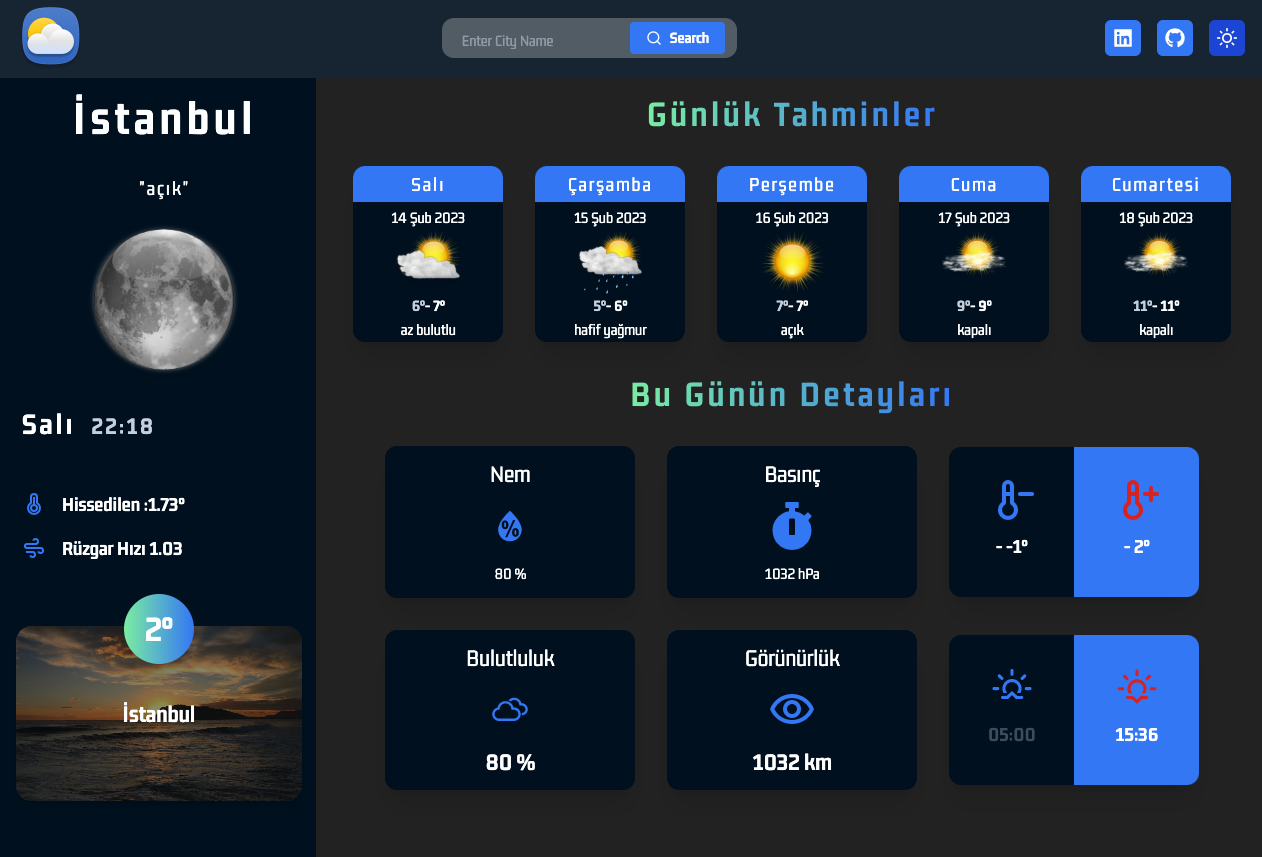 Enter City Name
Search
İstanbul
"açık"
Salı 22:18
Hissedilen :1.73°
Rüzgar Hızı 1.03
2°
İstanbul
Günlük Tahminler
Salı
14 Şub 2023
6°- 7°
az bulutlu
Çarşamba
15 Şub 2023
5°- 6°
hafif yağmur
Perşembe
16 Şub 2023
7°- 7°
açık
Cuma
17 Şub 2023
9°- 9°
kapalı
Cumartesi
18 Şub 2023
11°- 11°
kapalı
Bu Günün Detayları
Nem
%
80 %
Basınç
1032 hPa
- -1°
- 2°
Bulutluluk
80 %
Görünürlük
1032 km
05:00
15:36